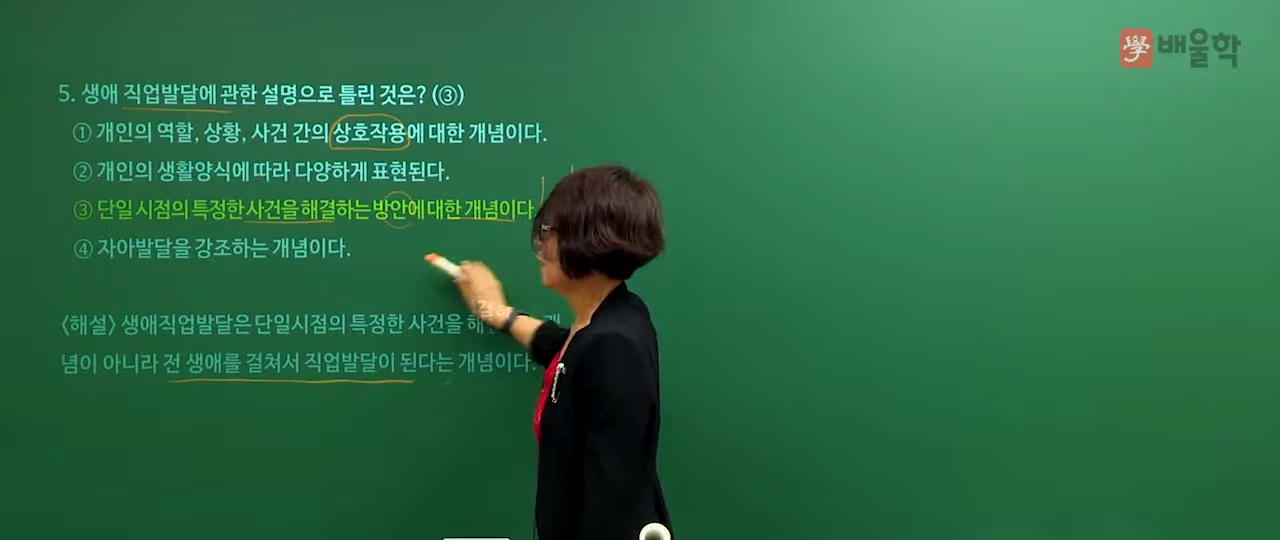 學 배울학
5. 생애 직업발달에 관한 설명으로 틀린 것은? (③)
① 개인의 역할, 상황, 사건 간의 상호작용에 대한 개념이다.
② 개인의 생활양식에 따라 다양하게 표현된다.
③ 단일 시점의 특정한 사건을 해결하는 방안에 대한 개념이다
④ 자아발달을 강조하는 개념이다.
〈해설〉 생애직업발달은 단일시점의 특정한 사건을
념이 아니라 전 생애를 걸쳐서 직업발달이 된다는 개념이다.